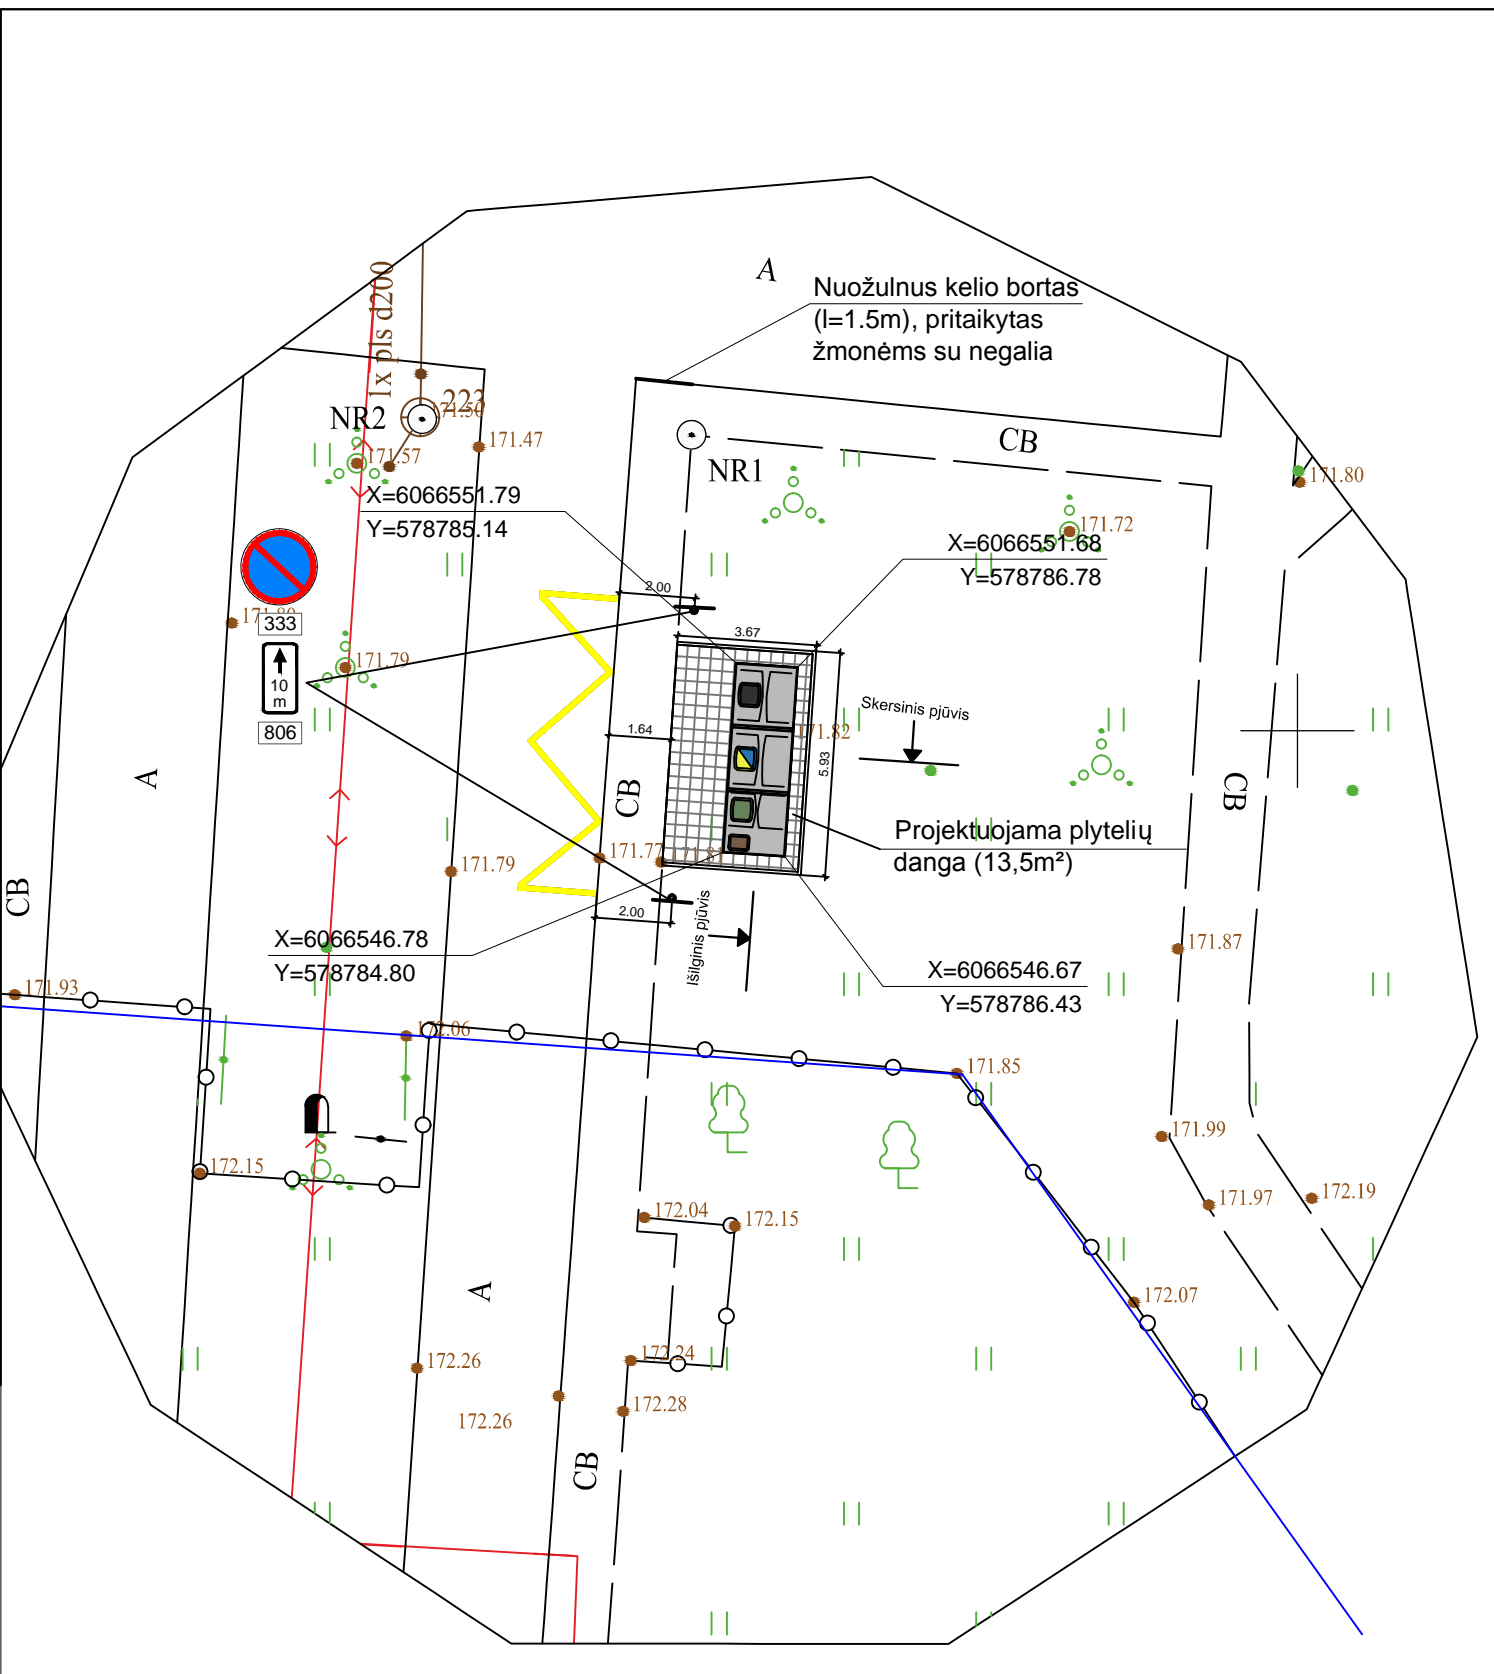 A
Nuožulnus kelio bortas
(l=1.5m), pritaikytas
žmonėms su negalia
1x pls d200
223
171.50
NR2
171.47
171.57
CB
NR1
171.80
X=6066551.79
Y=578785.14
171.72
X=6066551.68
Y=578786.78
2.00
171.80
333
3.67
171.79
10
m
806
Skersinis pjūvis
1.64
171.82
5.93
A
CB
CB
Projektuojama plytelių
danga (13,5m²)
171.77
171.81
171.79
CB
2.00
Išilginis pjūvis
X=6066546.78
Y=578784.80
171.87
X=6066546.67
Y=578786.43
171.93
172.06
171.85
171.99
172.15
171.97
172.19
172.04
172.15
A
172.07
172.24
172.26
172.28
172.26
CB